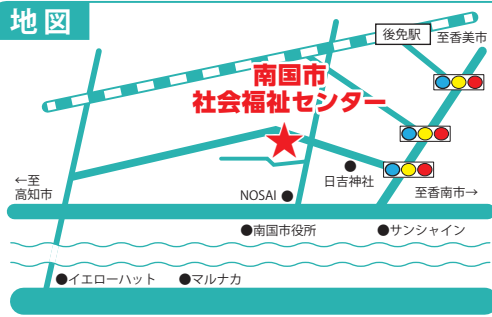 地図
後免駅
至香美市
南国市
社会福祉センター
←至
高知市
日吉神社
至香南市→
NOSAI
南国市役所
サンシャイン
イエローハット
マルナカ